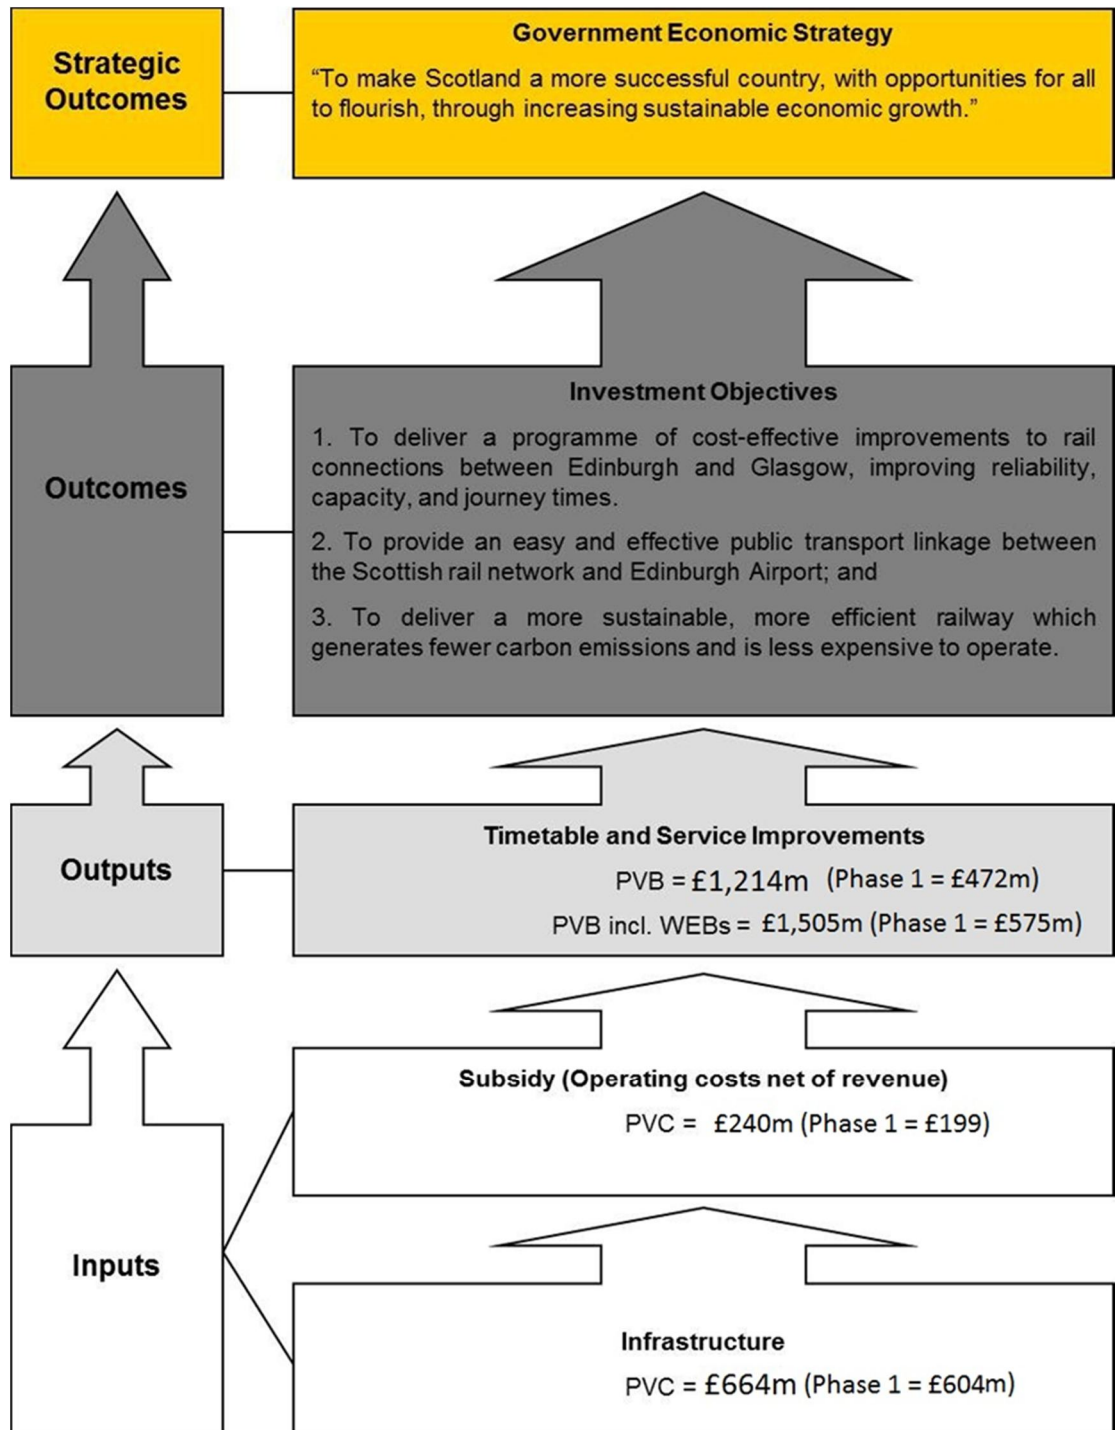 Strategic
Outcomes
Government Economic Strategy
“To make Scotland a more successful country, with opportunities for all
to flourish, through increasing sustainable economic growth.”
Outcomes
Investment Objectives
1. To deliver a programme of cost-effective improvements to rail
connections between Edinburgh and Glasgow, improving reliability,
capacity, and journey times.
2. To provide an easy and effective public transport linkage between
the Scottish rail network and Edinburgh Airport; and
3. To deliver a more sustainable, more efficient railway which
generates fewer carbon emissions and is less expensive to operate.
Outputs
Timetable and Service Improvements
PVB = £1,214m (Phase 1 = £472m)
PVB incl. WEBs = £1,505m (Phase 1 = £575m)
Inputs
Subsidy (Operating costs net of revenue)
PVC = £240m (Phase 1 = £199)
Infrastructure
PVC = £664m (Phase 1 = £604m)